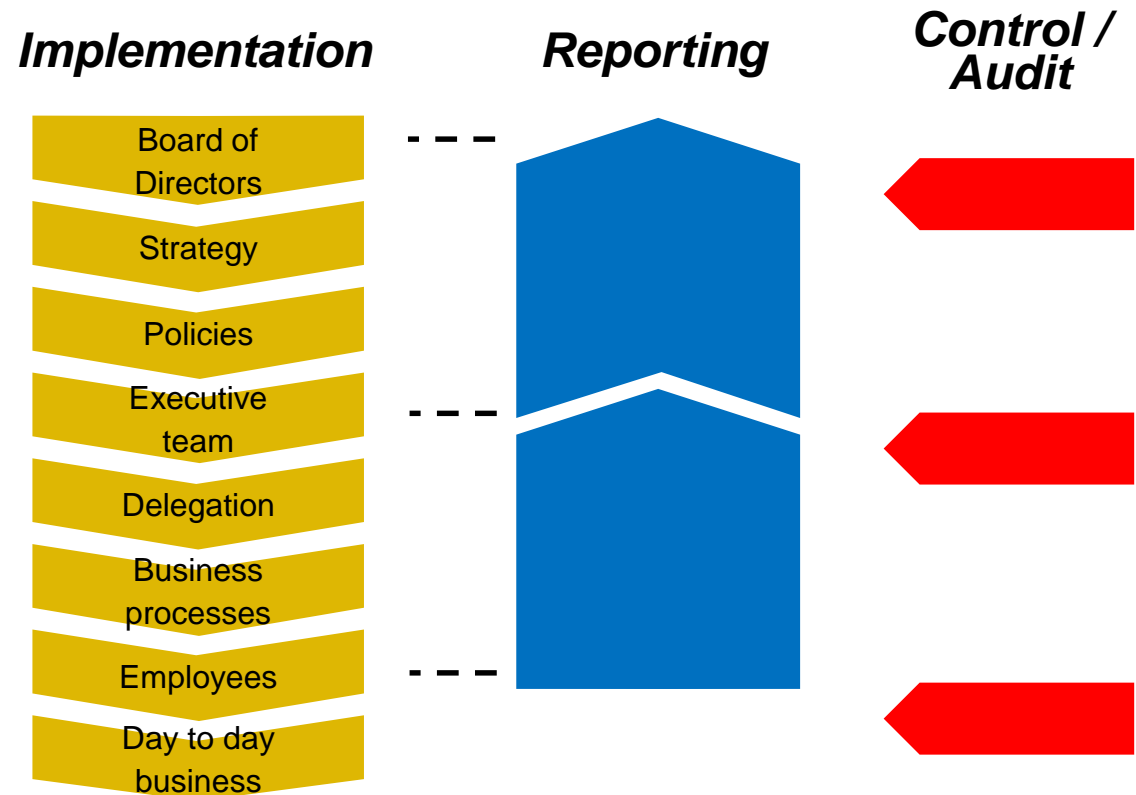 Implementation
Reporting
Control /
Audit
Board of
Directors
Strategy
Policies
Executive
team
Delegation
Business
processes
Employees
Day to day
business